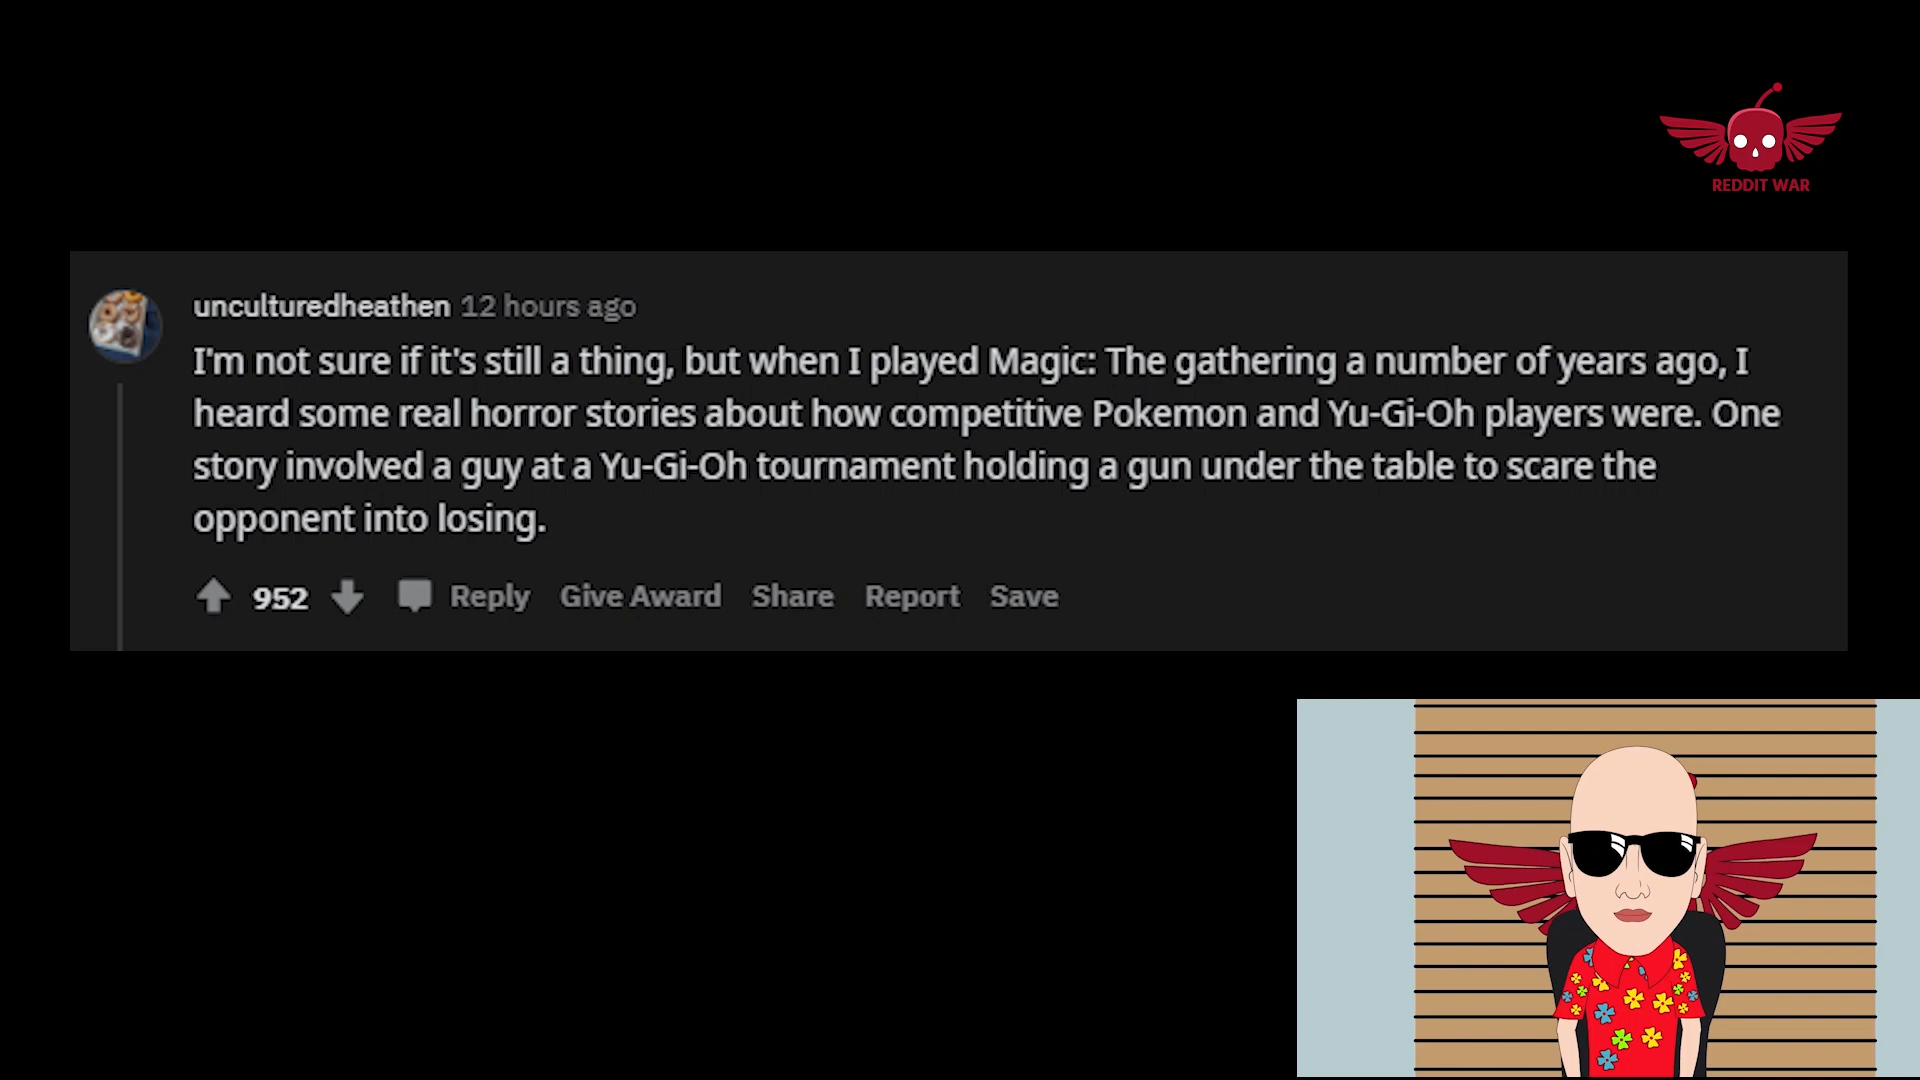 REDDIT WAR
unculturedheathen 12 hours ago
I'm not sure if it's still a thing, but when I played Magic: The gathering a number of years ago, I
heard some real horror stories about how competitive Pokemon and Yu-Gi-Oh players were. One
story involved a guy at a Yu-Gi-Oh tournament holding a gun under the table to scare the
opponent into losing.
952 Reply Give Award Share Report Save